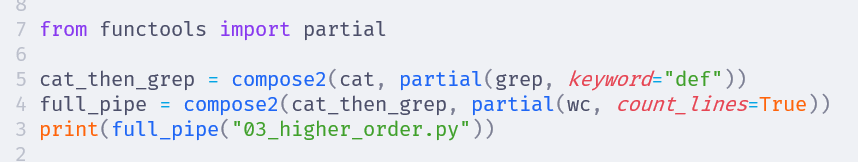 8
7 from functools import partial
6
5 cat_then_grep = compose2(cat, partial(grep, keyword="def"))
4 full_pipe = compose2(cat_then_grep, partial(wc, count_lines=True))
3 print(full_pipe("03_higher_order.py"))
2